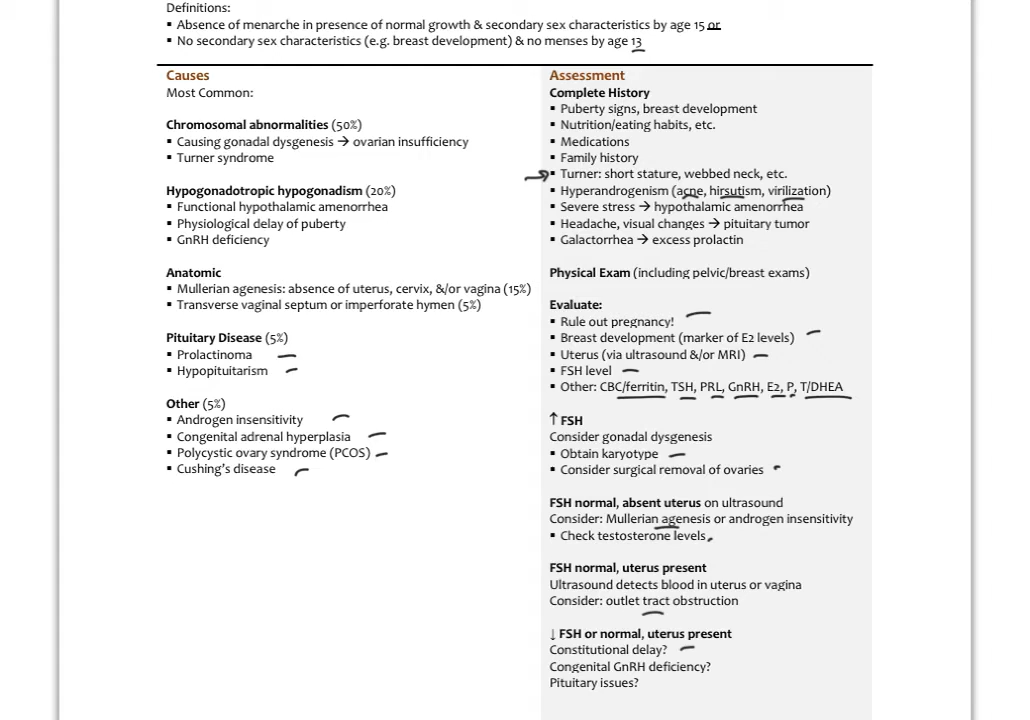 Definitions:
▪ Absence of menarche in presence of normal growth & secondary sex characteristics by age 15 or
▪ No secondary sex characteristics (e.g. breast development) & no menses by age 13
Causes
Most Common:
Chromosomal abnormalities (50%)
▪ Causing gonadal dysgenesis → ovarian insufficiency
▪ Turner syndrome
Hypogonadotropic hypogonadism (20%)
▪ Functional hypothalamic amenorrhea
▪ Physiological delay of puberty
▪ GnRH deficiency
Anatomic
▪ Mullerian agenesis: absence of uterus, cervix, &/or vagina (15%)
▪ Transverse vaginal septum or imperforate hymen (5%)
Pituitary Disease (5%)
▪ Prolactinoma
▪ Hypopituitarism
Other (5%)
▪ Androgen insensitivity
▪ Congenital adrenal hyperplasia
▪ Polycystic ovary syndrome (PCOS)
▪ Cushing's disease
Assessment
Complete History
▪ Puberty signs, breast development
▪ Nutrition/eating habits, etc.
▪ Medications
▪ Family history
▪ Turner: short stature, webbed neck, etc.
▪ Hyperandrogenism (acne, hirsutism, virilization)
▪ Severe stress → hypothalamic amenorrhea
▪ Headache, visual changes → pituitary tumor
▪ Galactorrhea → excess prolactin
Physical Exam (including pelvic/breast exams)
Evaluate:
▪ Rule out pregnancy!
▪ Breast development (marker of E2 levels)
▪ Uterus (via ultrasound &/or MRI)
▪ FSH level
▪ Other: CBC/ferritin, TSH, PRL, GnRH, E2, P, T/DHEA
↑ FSH
Consider gonadal dysgenesis
▪ Obtain karyotype
▪ Consider surgical removal of ovaries
FSH normal, absent uterus on ultrasound
Consider: Mullerian agenesis or androgen insensitivity
▪ Check testosterone levels
FSH normal, uterus present
Ultrasound detects blood in uterus or vagina
Consider: outlet tract obstruction
↓ FSH or normal, uterus present
Constitutional delay?
Congenital GnRH deficiency?
Pituitary issues?